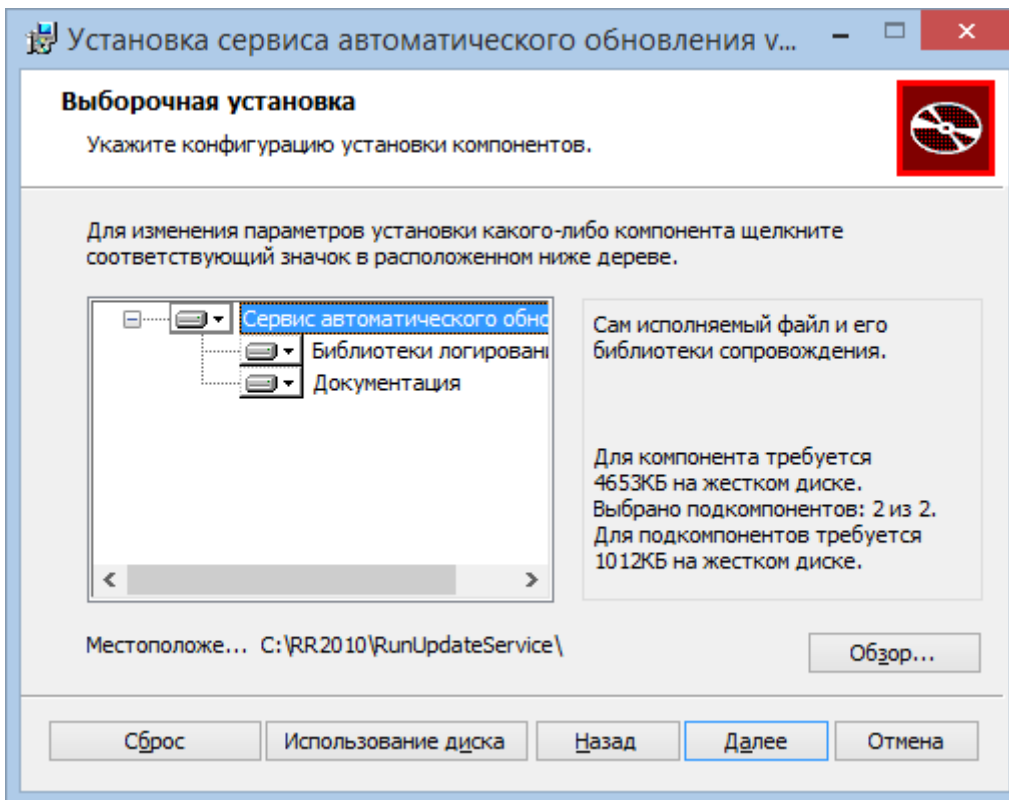 Установка сервиса автоматического обновления v...
Выборочная установка
Укажите конфигурацию установки компонентов.
Для изменения параметров установки какого-либо компонента щелкните
соответствующий значок в расположенном ниже дереве.
Сервис автоматического обно
Библиотеки логировани
Документация
Сам исполняемый файл и его
библиотеки сопровождения.
Для компонента требуется
4653КБ на жестком диске.
Выбрано подкомпонентов: 2 из 2.
Для подкомпонентов требуется
1012КБ на жестком диске.
Местоположе... C:\RR2010\RunUpdateService\
Обзор...
Сброс Использование диска Назад Далее Отмена